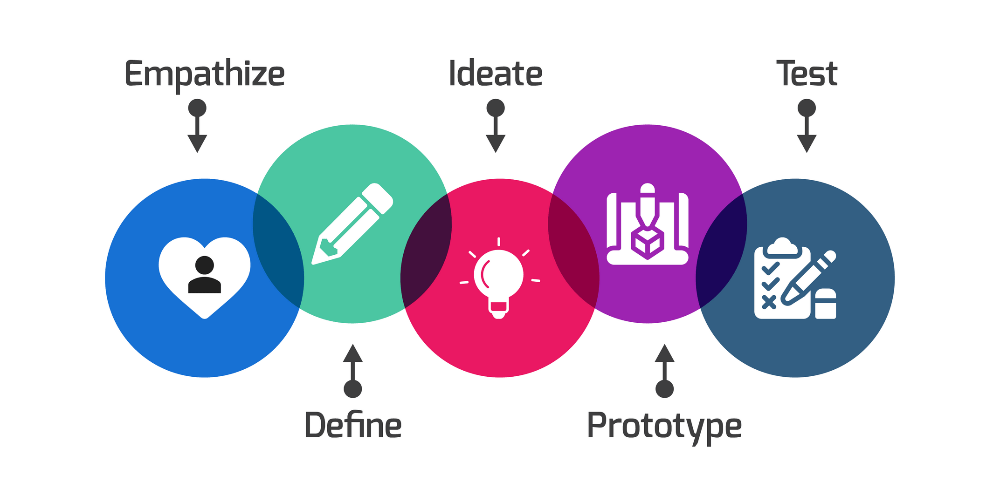 Empathize
Ideate
Test
Define
Prototype